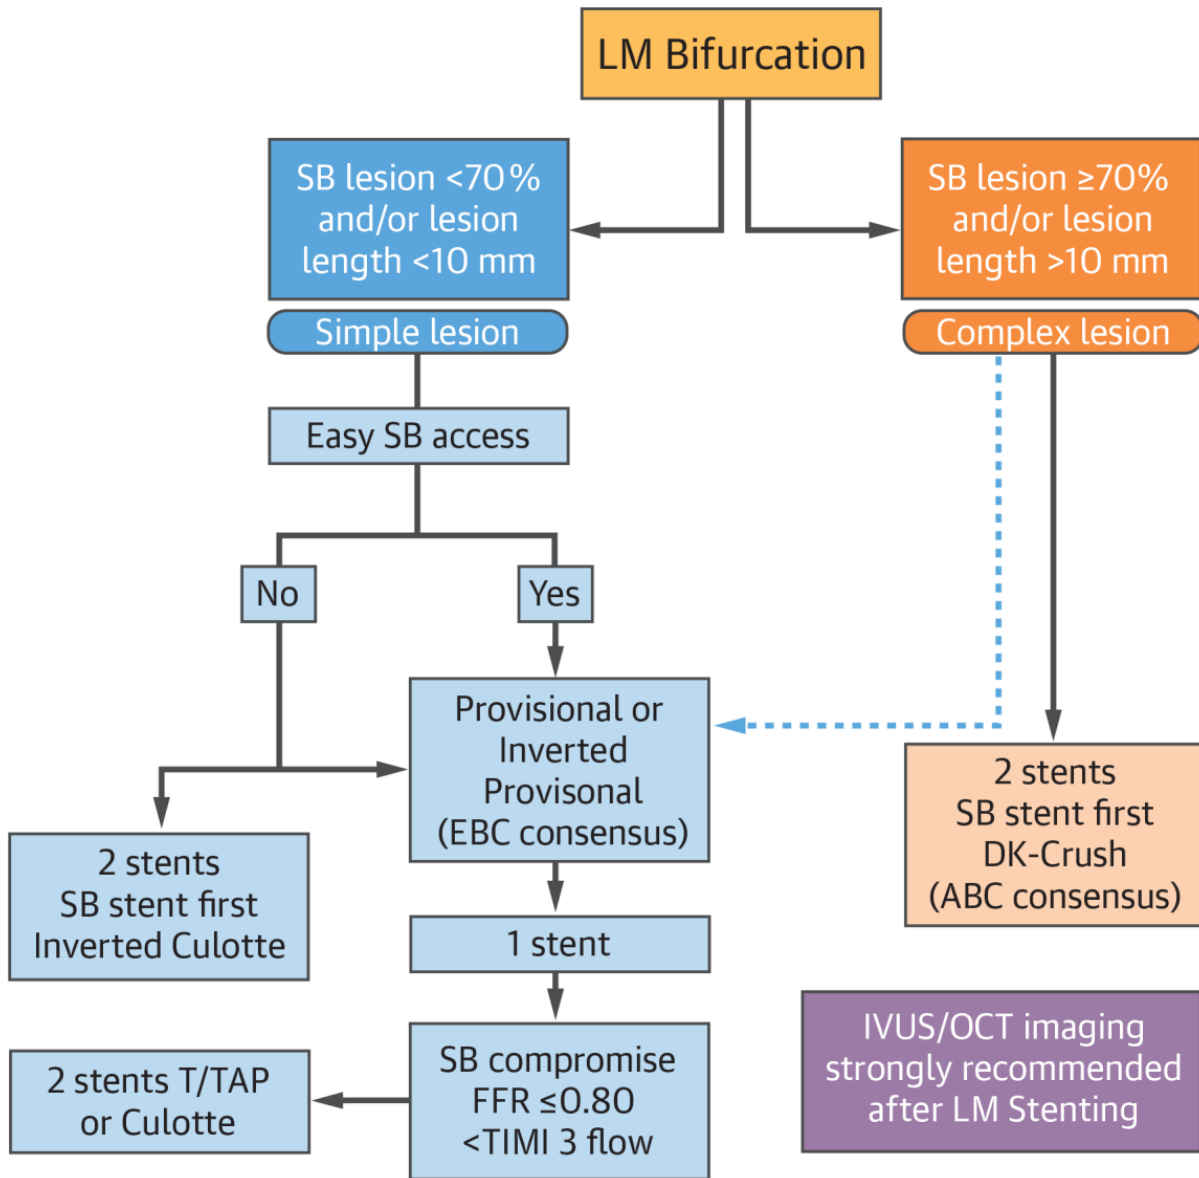 LM Bifurcation
SB lesion <70%
and/or lesion
length <10 mm
Simple lesion
SB lesion ≥70%
and/or lesion
length >10 mm
Complex lesion
Easy SB access
No
Yes
Provisional or
Inverted
Provisonal
(EBC consensus)
2 stents
SB stent first
DK-Crush
(ABC consensus)
2 stents
SB stent first
Inverted Culotte
1 stent
SB compromise
FFR ≤0.80
<TIMI 3 flow
2 stents T/TAP
or Culotte
IVUS/OCT imaging
strongly recommended
after LM Stenting